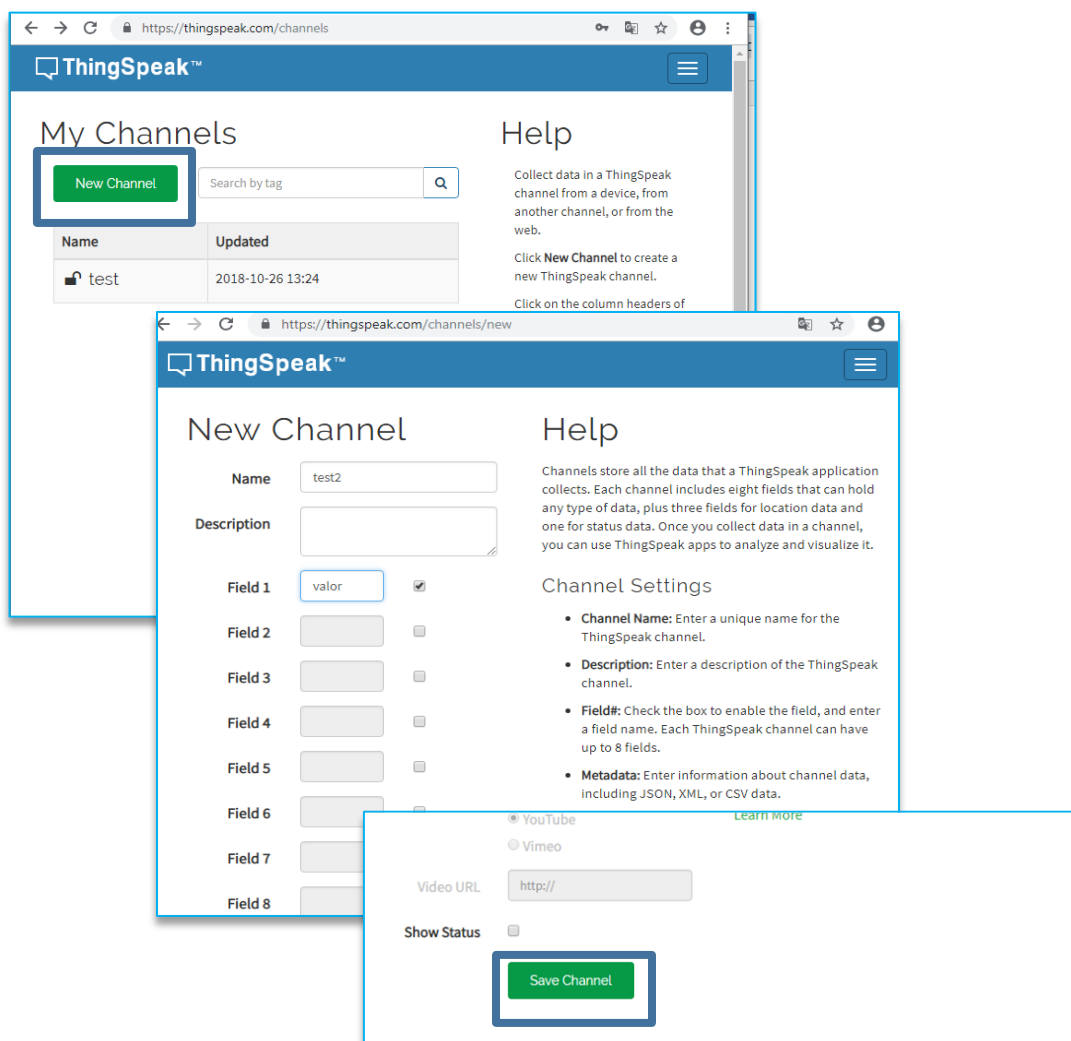 https://thingspeak.com/channels
ThingSpeak™
My Channels
New Channel
Search by tag
Name Updated
test 2018-10-26 13:24
Help
Collect data in a ThingSpeak
channel from a device, from
another channel, or from the
web.
Click New Channel to create a
new ThingSpeak channel.
Click on the column headers of
https://thingspeak.com/channels/new
ThingSpeak™
New Channel
Name test2
Description
Field 1 valor
Field 2
Field 3
Field 4
Field 5
Field 6
Field 7
Field 8
Help
Channels store all the data that a ThingSpeak application
collects. Each channel includes eight fields that can hold
any type of data, plus three fields for location data and
one for status data. Once you collect data in a channel,
you can use ThingSpeak apps to analyze and visualize it.
Channel Settings
• Channel Name: Enter a unique name for the
ThingSpeak channel.
• Description: Enter a description of the ThingSpeak
channel.
• Field#: Check the box to enable the field, and enter
a field name. Each ThingSpeak channel can have
up to 8 fields.
• Metadata: Enter information about channel data,
including JSON, XML, or CSV data.
YouTube
Learn More
Vimeo
Video URL http://
Show Status
Save Channel